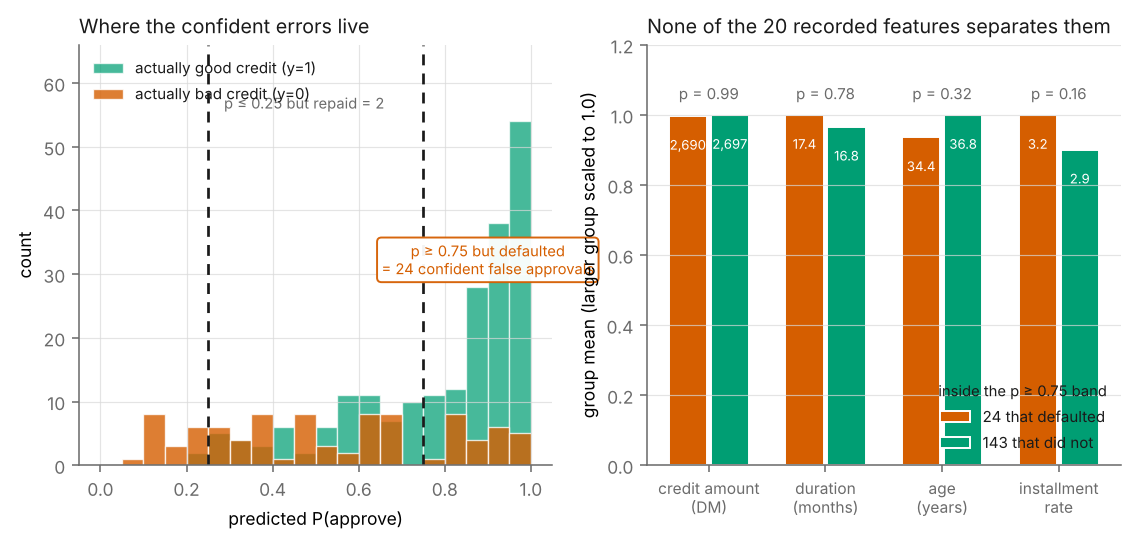 Where the confident errors live
actually good credit (y=1)
actually bad credit (y=0)
p ≤ 0.25 but repaid = 2
p ≥ 0.75 but defaulted
= 24 confident false approvals
count
0
10
20
30
40
50
60
0.0
0.2
0.4
0.6
0.8
1.0
predicted P(approve)
None of the 20 recorded features separates them
group mean (larger group scaled to 1.0)
0.0
0.2
0.4
0.6
0.8
1.0
1.2
p = 0.99
p = 0.78
p = 0.32
p = 0.16
2,690
2,697
17.4
16.8
34.4
36.8
3.2
2.9
inside the p ≥ 0.75 band
24 that defaulted
143 that did not
credit amount
(DM)
duration
(months)
age
(years)
installment
rate